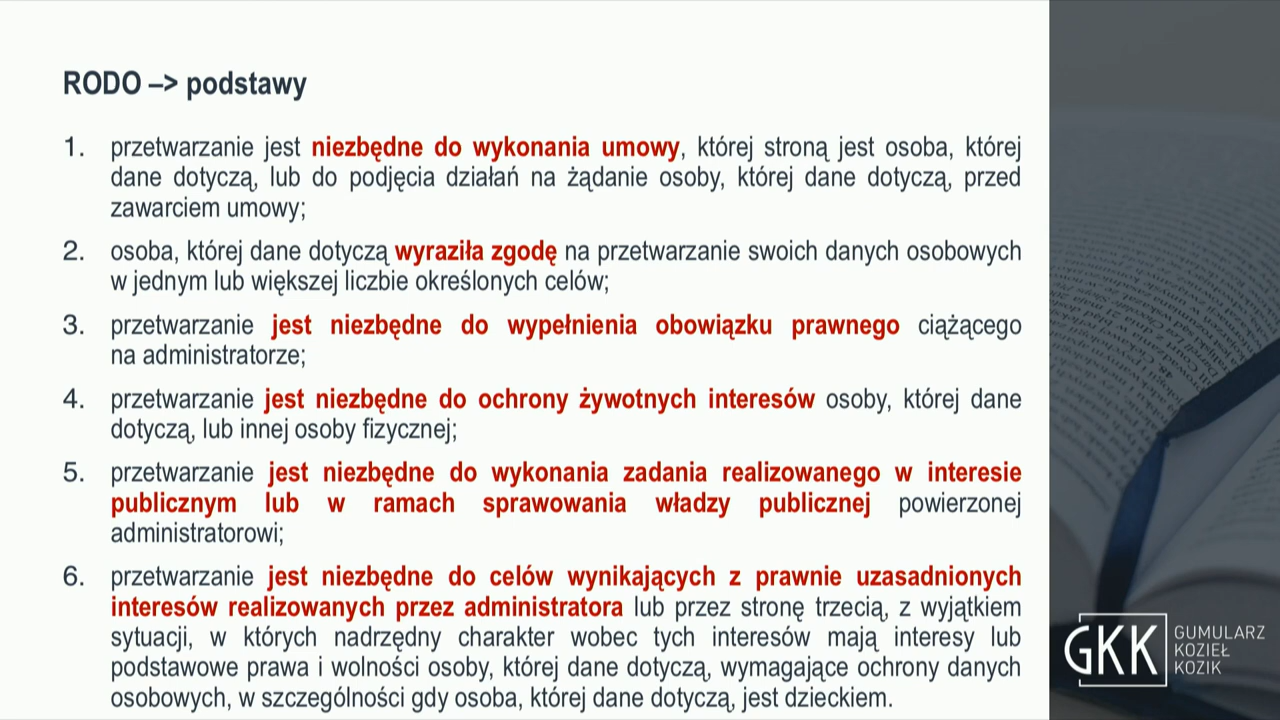 RODO –> podstawy
1. przetwarzanie jest niezbędne do wykonania umowy, której stroną jest osoba, której
dane dotyczą, lub do podjęcia działań na żądanie osoby, której dane dotyczą, przed
zawarciem umowy;
2. osoba, której dane dotyczą wyraziła zgodę na przetwarzanie swoich danych osobowych
w jednym lub większej liczbie określonych celów;
3. przetwarzanie jest niezbędne do wypełnienia obowiązku prawnego ciążącego
na administratorze;
4. przetwarzanie jest niezbędne do ochrony żywotnych interesów osoby, której dane
dotyczą, lub innej osoby fizycznej;
5. przetwarzanie jest niezbędne do wykonania zadania realizowanego w interesie
publicznym lub w ramach sprawowania władzy publicznej powierzonej
administratorowi;
6. przetwarzanie jest niezbędne do celów wynikających z prawnie uzasadnionych
interesów realizowanych przez administratora lub przez stronę trzecią, z wyjątkiem
sytuacji, w których nadrzędny charakter wobec tych interesów mają interesy lub
podstawowe prawa i wolności osoby, której dane dotyczą, wymagające ochrony danych
osobowych, w szczególności gdy osoba, której dane dotyczą, jest dzieckiem.
GKK
GUMULARZ
KOZIEŁ
KOZIK